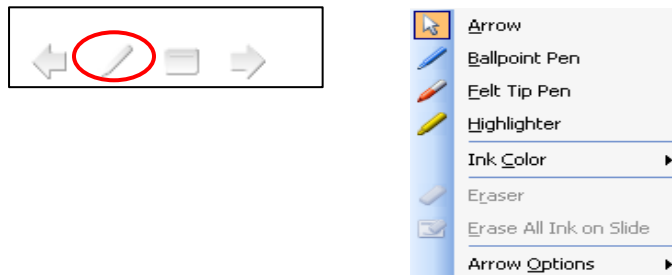 Arrow
Ballpoint Pen
Felt Tip Pen
Highlighter
Ink Color
Eraser
Erase All Ink on Slide
Arrow Options